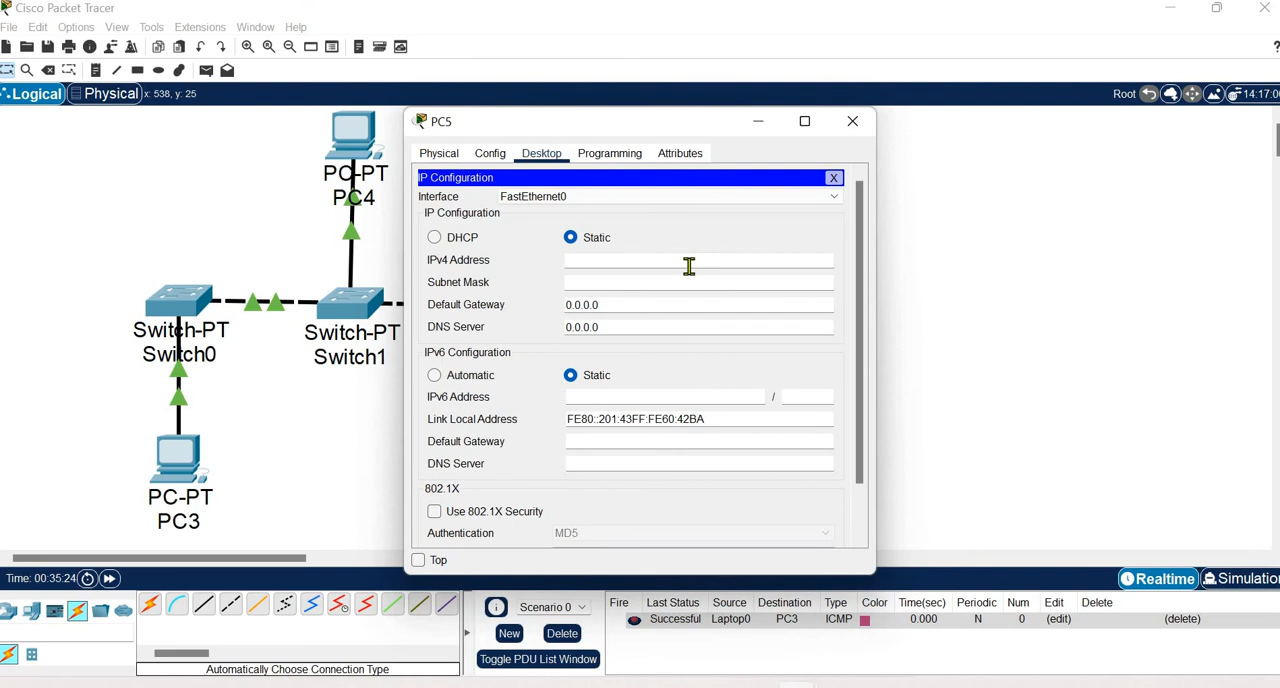 Cisco Packet Tracer
File Edit Options View Tools Extensions Window Help
Logical Physical x: 538, y: 25
Root 14:17:00
PC-PT
PC4
Switch-PT
Switch0
Switch-PT
Switch1
PC-PT
PC3
PC5
Physical Config Desktop Programming Attributes
IP Configuration X
Interface FastEthernet0
IP Configuration
DHCP Static
IPv4 Address
Subnet Mask
Default Gateway 0.0.0.0
DNS Server 0.0.0.0
IPv6 Configuration
Automatic Static
IPv6 Address /
Link Local Address FE80::201:43FF:FE60:42BA
Default Gateway
DNS Server
802.1X
Use 802.1X Security
Authentication MD5
Top
Time: 00:35:24
Realtime Simulation
Automatically Choose Connection Type
Scenario 0
New Delete
Toggle PDU List Window
Fire Last Status Source Destination Type Color Time(sec) Periodic Num Edit Delete
Successful Laptop0 PC3 ICMP 0.000 N 0 (edit) (delete)